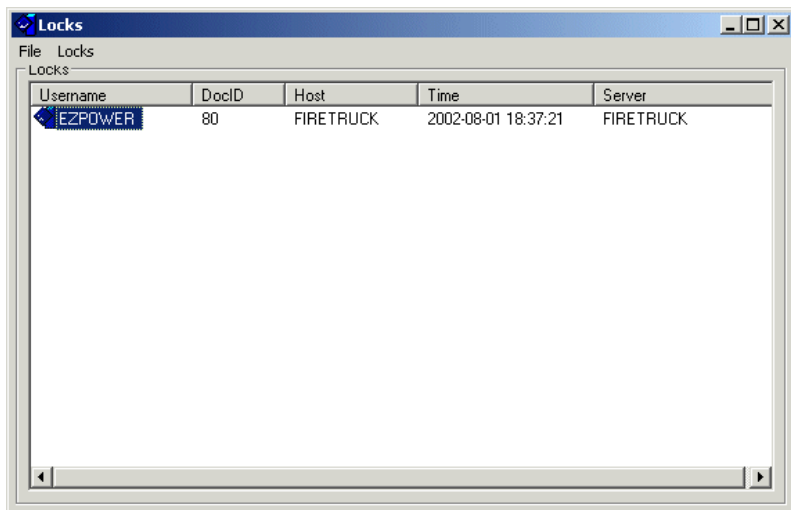 Locks
File Locks
Locks
Username DocID Host Time Server
EZPOWER 80 FIRETRUCK 2002-08-01 18:37:21 FIRETRUCK